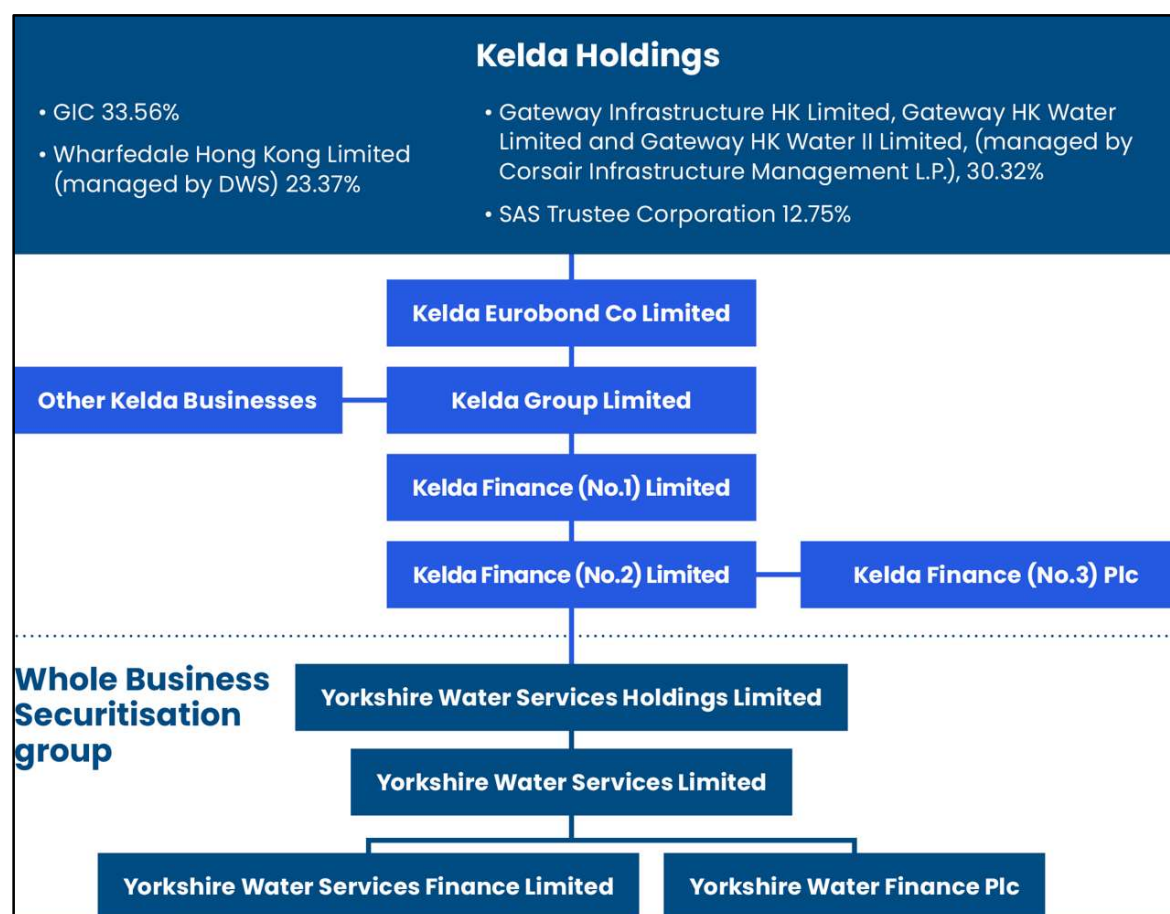 Kelda Holdings
• GIC 33.56%
• Wharfedale Hong Kong Limited
(managed by DWS) 23.37%
• Gateway Infrastructure HK Limited, Gateway HK Water
Limited and Gateway HK Water II Limited, (managed by
Corsair Infrastructure Management L.P.), 30.32%
• SAS Trustee Corporation 12.75%
Kelda Eurobond Co Limited
Other Kelda Businesses
Kelda Group Limited
Kelda Finance (No.1) Limited
Kelda Finance (No.2) Limited
Kelda Finance (No.3) Plc
Whole Business
Securitisation
group
Yorkshire Water Services Holdings Limited
Yorkshire Water Services Limited
Yorkshire Water Services Finance Limited
Yorkshire Water Finance Plc